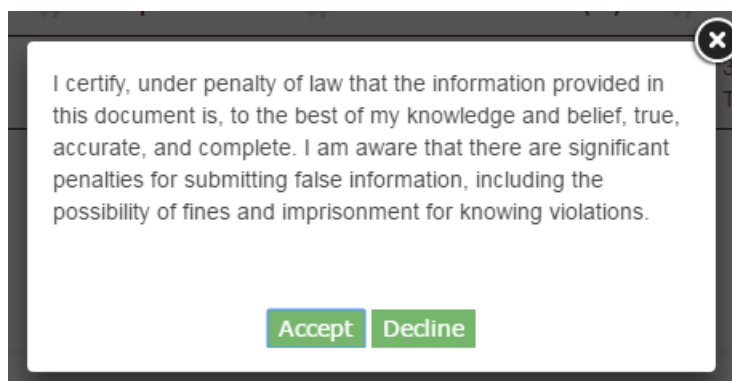 I certify, under penalty of law that the information provided in
this document is, to the best of my knowledge and belief, true,
accurate, and complete. I am aware that there are significant
penalties for submitting false information, including the
possibility of fines and imprisonment for knowing violations.
Accept Decline